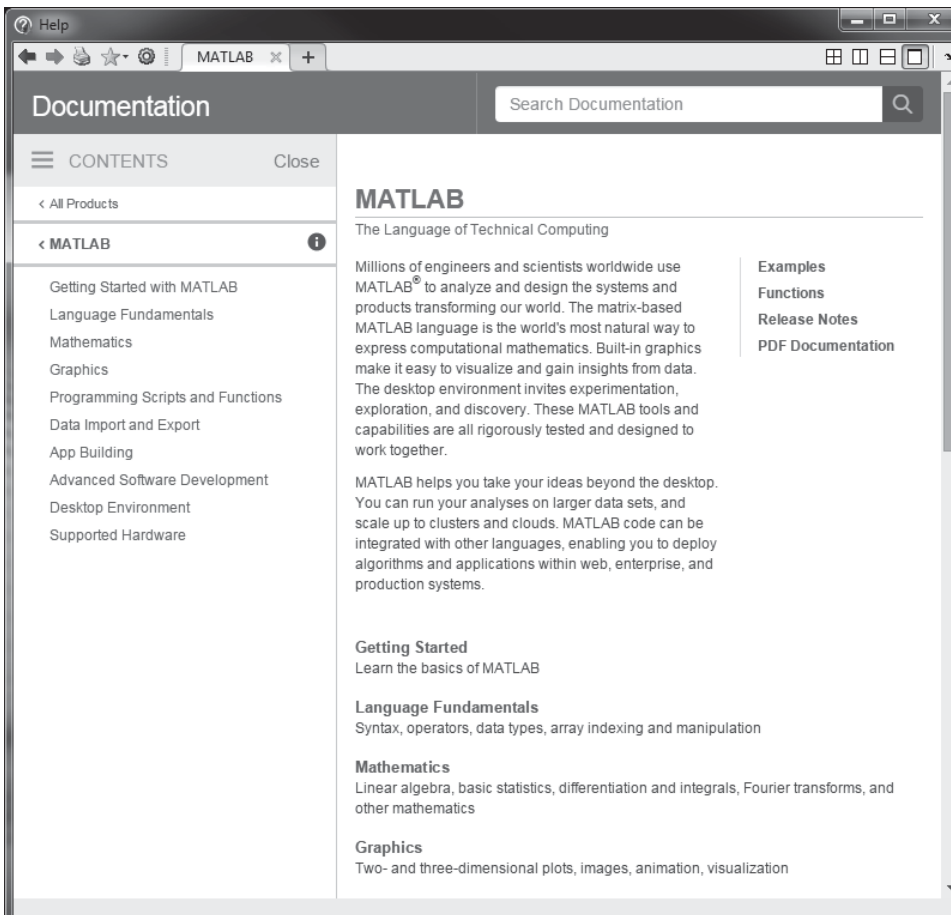 Help
MATLAB
Documentation
Search Documentation
CONTENTS Close
< All Products
< MATLAB
Getting Started with MATLAB
Language Fundamentals
Mathematics
Graphics
Programming Scripts and Functions
Data Import and Export
App Building
Advanced Software Development
Desktop Environment
Supported Hardware
MATLAB
The Language of Technical Computing
Millions of engineers and scientists worldwide use
MATLAB® to analyze and design the systems and
products transforming our world. The matrix-based
MATLAB language is the world's most natural way to
express computational mathematics. Built-in graphics
make it easy to visualize and gain insights from data.
The desktop environment invites experimentation,
exploration, and discovery. These MATLAB tools and
capabilities are all rigorously tested and designed to
work together.
MATLAB helps you take your ideas beyond the desktop.
You can run your analyses on larger data sets, and
scale up to clusters and clouds. MATLAB code can be
integrated with other languages, enabling you to deploy
algorithms and applications within web, enterprise, and
production systems.
Examples
Functions
Release Notes
PDF Documentation
Getting Started
Learn the basics of MATLAB
Language Fundamentals
Syntax, operators, data types, array indexing and manipulation
Mathematics
Linear algebra, basic statistics, differentiation and integrals, Fourier transforms, and
other mathematics
Graphics
Two- and three-dimensional plots, images, animation, visualization